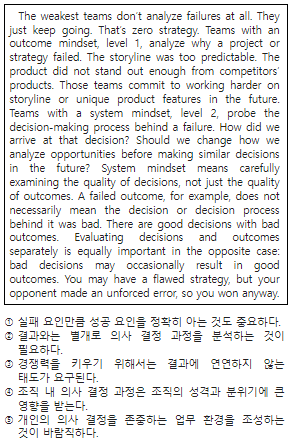 The weakest teams don't analyze failures at all. They
just keep going. That's zero strategy. Teams with an
outcome mindset, level 1, analyze why a project or
strategy failed. The storyline was too predictable. The
product did not stand out enough from competitors'
products. Those teams commit to working harder on
storyline or unique product features in the future.
Teams with a system mindset, level 2, probe the
decision-making process behind a failure. How did we
arrive at that decision? Should we change how we
analyze opportunities before making similar decisions
in the future? System mindset means carefully
examining the quality of decisions, not just the quality
of outcomes. A failed outcome, for example, does not
necessarily mean the decision or decision process
behind it was bad. There are good decisions with bad
outcomes. Evaluating decisions and outcomes
separately is equally important in the opposite case:
bad decisions may occasionally result in good
outcomes. You may have a flawed strategy, but your
opponent made an unforced error, so you won anyway.
① 실패 요인만큼 성공 요인을 정확히 아는 것도 중요하다.
② 결과와는 별개로 의사 결정 과정을 분석하는 것이
필요하다.
③ 경쟁력을 키우기 위해서는 결과에 연연하지 않는
태도가 요구된다.
④ 조직 내 의사 결정 과정은 조직의 성격과 분위기에 큰
영향을 받는다.
⑤ 개인의 의사 결정을 존중하는 업무 환경을 조성하는
것이 바람직하다.